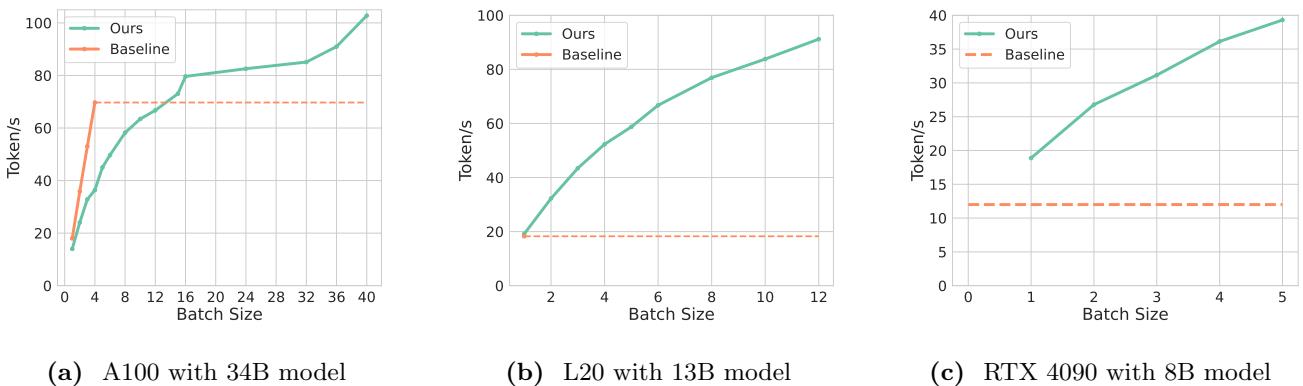 100
80
60
40
20
0
Token/s
Ours
Baseline
0 4 8 12 16 20 24 28 32 36 40
Batch Size
(a) A100 with 34B model
100
80
60
40
20
0
Token/s
Ours
Baseline
2 4 6 8 10 12
Batch Size
(b) L20 with 13B model
40
35
30
25
20
15
10
5
0
Token/s
Ours
Baseline
0 1 2 3 4 5
Batch Size
(c) RTX 4090 with 8B model